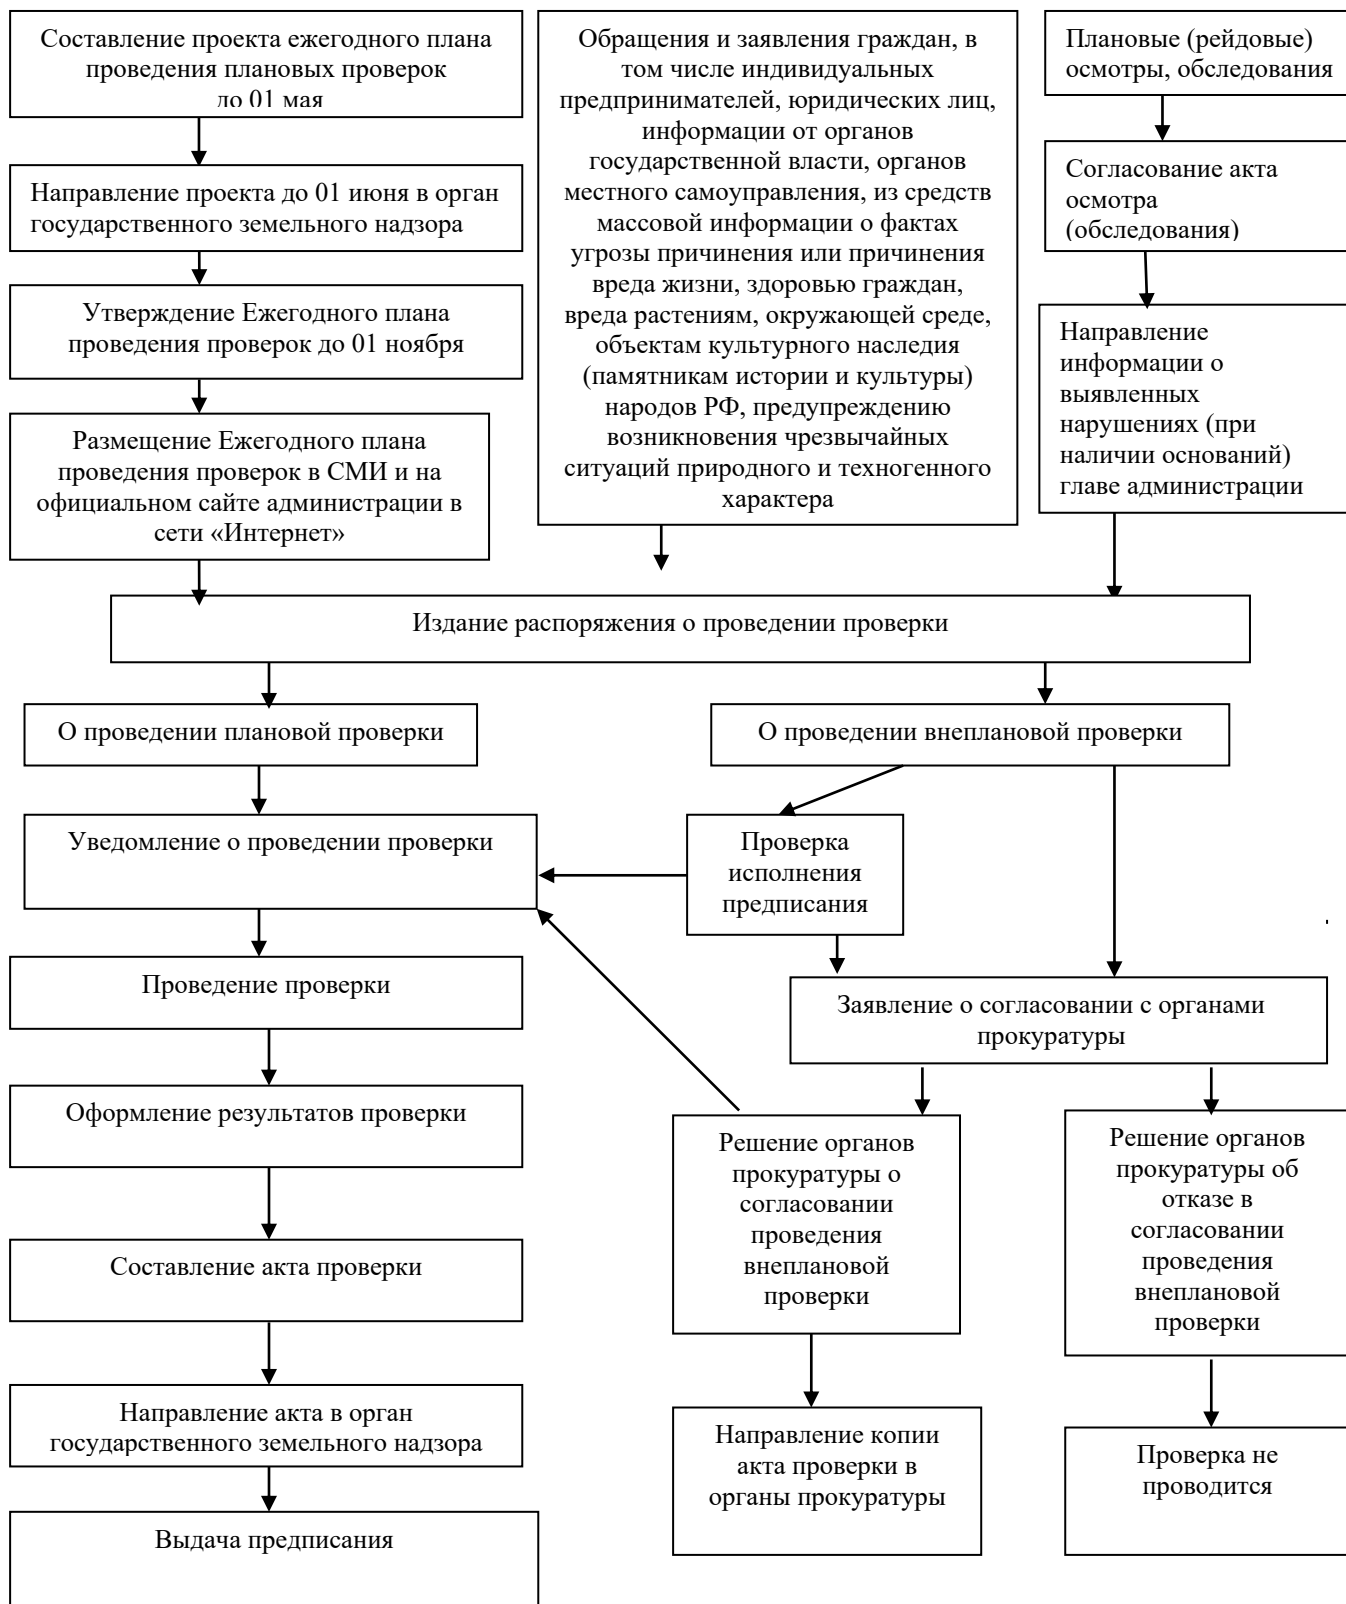 Составление проекта ежегодного плана
проведения плановых проверок
до 01 мая
Направление проекта до 01 июня в орган
государственного земельного надзора
Утверждение Ежегодного плана
проведения проверок до 01 ноября
Размещение Ежегодного плана
проведения проверок в СМИ и на
официальном сайте администрации в
сети «Интернет»
Обращения и заявления граждан, в
том числе индивидуальных
предпринимателей, юридических лиц,
информации от органов
государственной власти, органов
местного самоуправления, из средств
массовой информации о фактах
угрозы причинения или причинения
вреда жизни, здоровью граждан,
вреда растениям, окружающей среде,
объектам культурного наследия
(памятникам истории и культуры)
народов РФ, предупреждению
возникновения чрезвычайных
ситуаций природного и техногенного
характера
Плановые (рейдовые)
осмотры, обследования
Согласование акта
осмотра
(обследования)
Направление
информации о
выявленных
нарушениях (при
наличии оснований)
главе администрации
Издание распоряжения о проведении проверки
О проведении плановой проверки
О проведении внеплановой проверки
Уведомление о проведении проверки
Проверка
исполнения
предписания
Проведение проверки
Заявление о согласовании с органами
прокуратуры
Оформление результатов проверки
Решение органов
прокуратуры о
согласовании
проведения
внеплановой
проверки
Решение органов
прокуратуры об
отказе в
согласовании
проведения
внеплановой
проверки
Составление акта проверки
Направление акта в орган
государственного земельного надзора
Направление копии
акта проверки в
органы прокуратуры
Проверка не
проводится
Выдача предписания